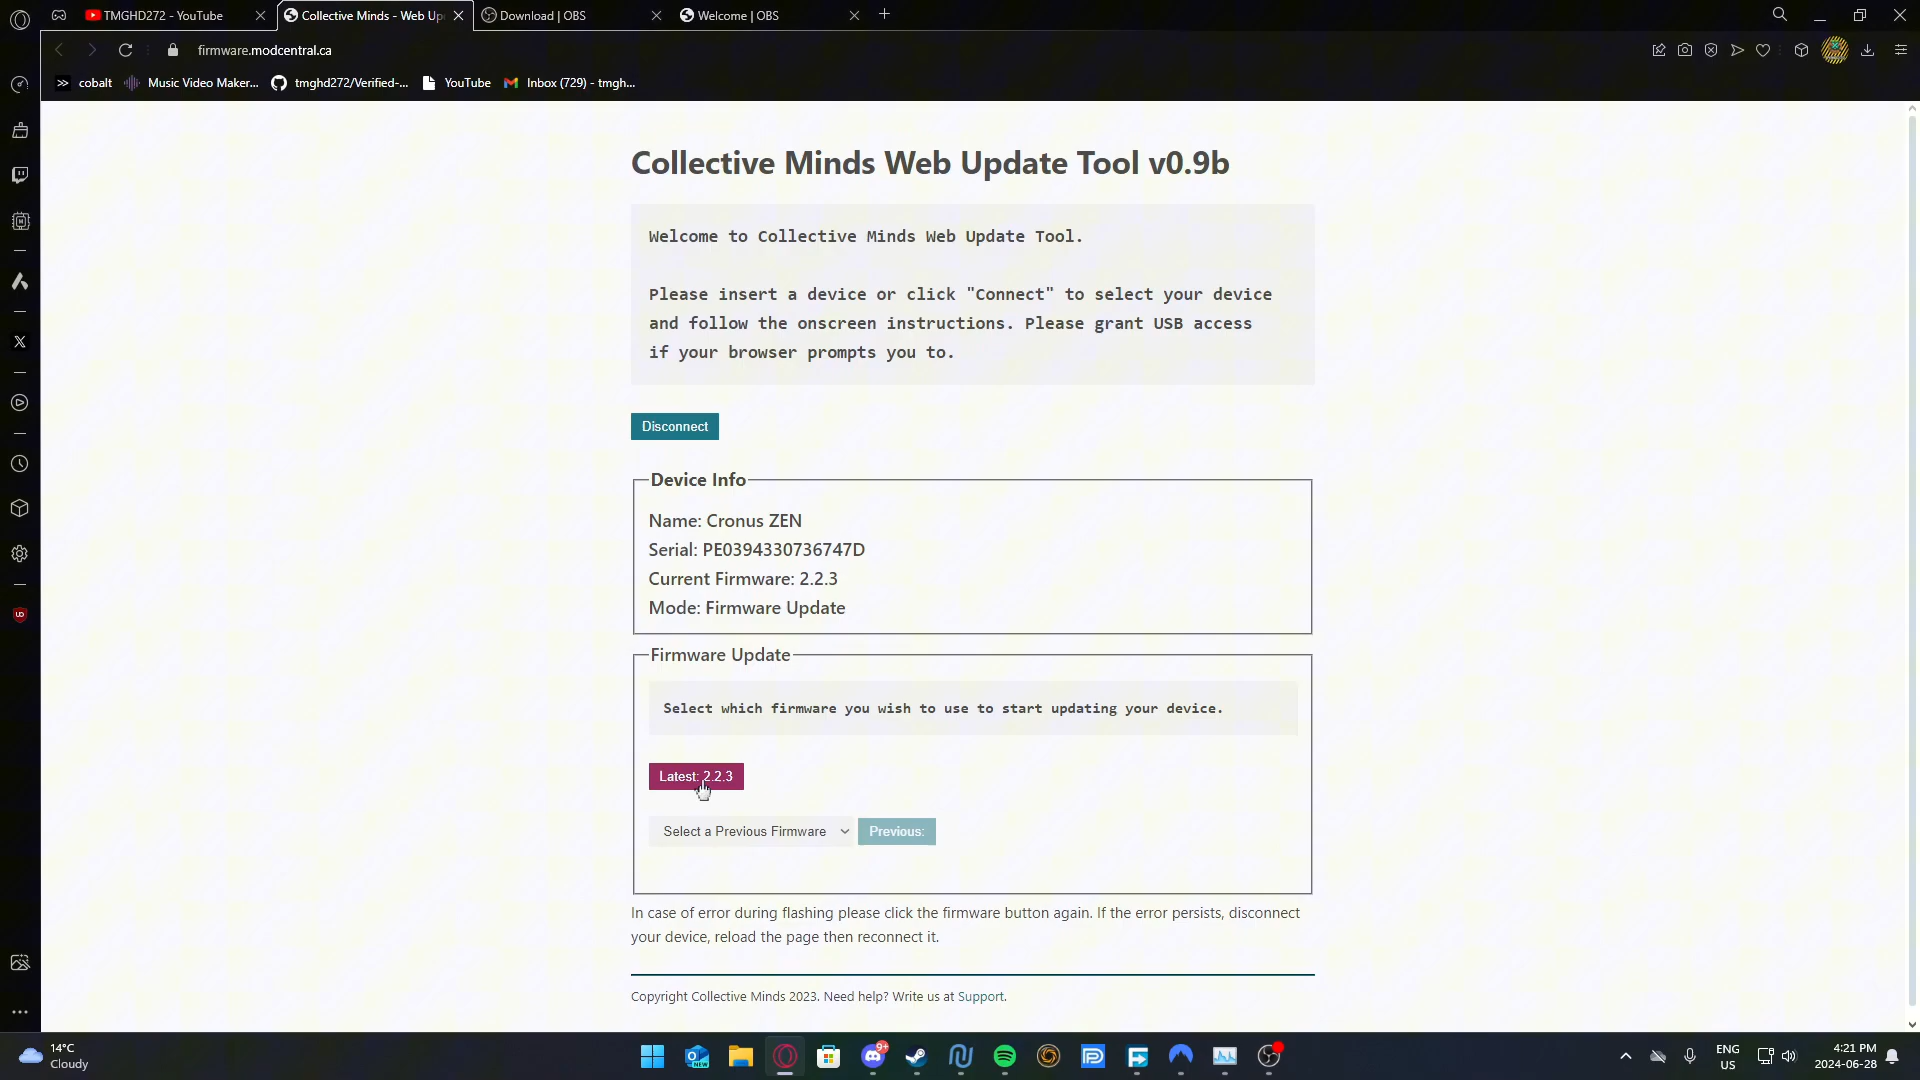 TMGHD272 - YouTube
Collective Minds - Web Up
Download | OBS
Welcome | OBS
firmware.modcentral.ca
cobalt
Music Video Maker...
tmghd272/Verified-...
YouTube
Inbox (729) - tmgh...
Collective Minds Web Update Tool v0.9b
Welcome to Collective Minds Web Update Tool.
Please insert a device or click "Connect" to select your device
and follow the onscreen instructions. Please grant USB access
if your browser prompts you to.
Disconnect
Device Info
Name: Cronus ZEN
Serial: PE0394330736747D
Current Firmware: 2.2.3
Mode: Firmware Update
Firmware Update
Select which firmware you wish to use to start updating your device.
Latest: 2.2.3
Select a Previous Firmware
Previous:
In case of error during flashing please click the firmware button again. If the error persists, disconnect
your device, reload the page then reconnect it.
Copyright Collective Minds 2023. Need help? Write us at Support.
14°C
Cloudy
NEW
9+
ENG
US
4:21 PM
2024-06-28